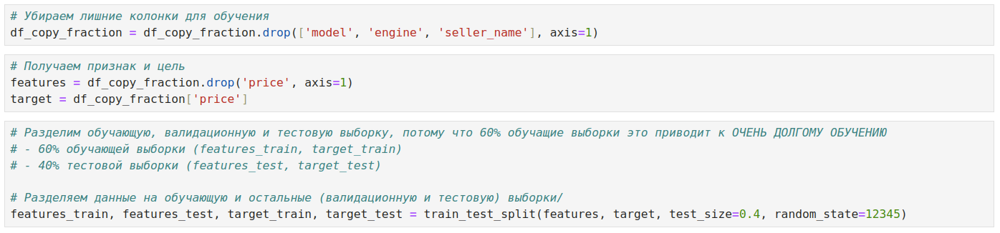 # Убираем лишние колонки для обучения
df_copy_fraction = df_copy_fraction.drop(['model', 'engine', 'seller_name'], axis=1)
# Получаем признак и цель
features = df_copy_fraction.drop('price', axis=1)
target = df_copy_fraction['price']
# Разделим обучающую, валидационную и тестовую выборку, потому что 60% обучащие выборки это приводит к ОЧЕНЬ ДОЛГОМУ ОБУЧЕНИЮ
# - 60% обучающей выборки (features_train, target_train)
# - 40% тестовой выборки (features_test, target_test)
# Разделяем данные на обучающую и остальные (валидационную и тестовую) выборки/
features_train, features_test, target_train, target_test = train_test_split(features, target, test_size=0.4, random_state=12345)